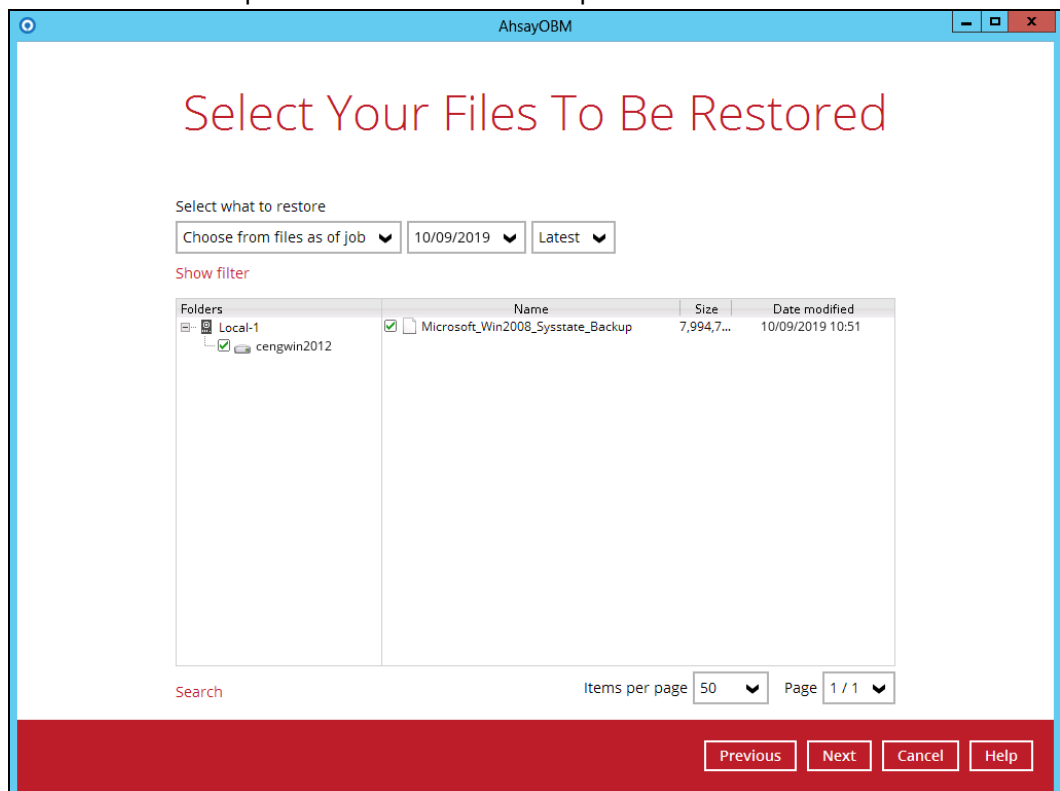 AhsayOBM
Select Your Files To Be Restored
Select what to restore
Choose from files as of job 10/09/2019 Latest
Show filter
Folders Name Size Date modified
Local-1 Microsoft_Win2008_Sysstate_Backup 7,994,7... 10/09/2019 10:51
cengwin2012
Search Items per page 50 Page 1 / 1
Previous Next Cancel Help